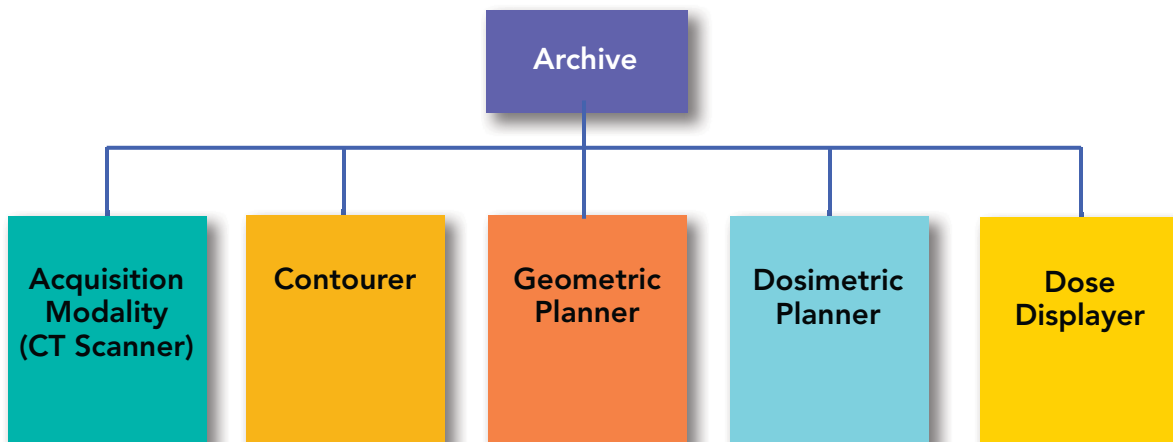 Archive
Acquisition
Modality
(CT Scanner)
Contourer
Geometric
Planner
Dosimetric
Planner
Dose
Displayer